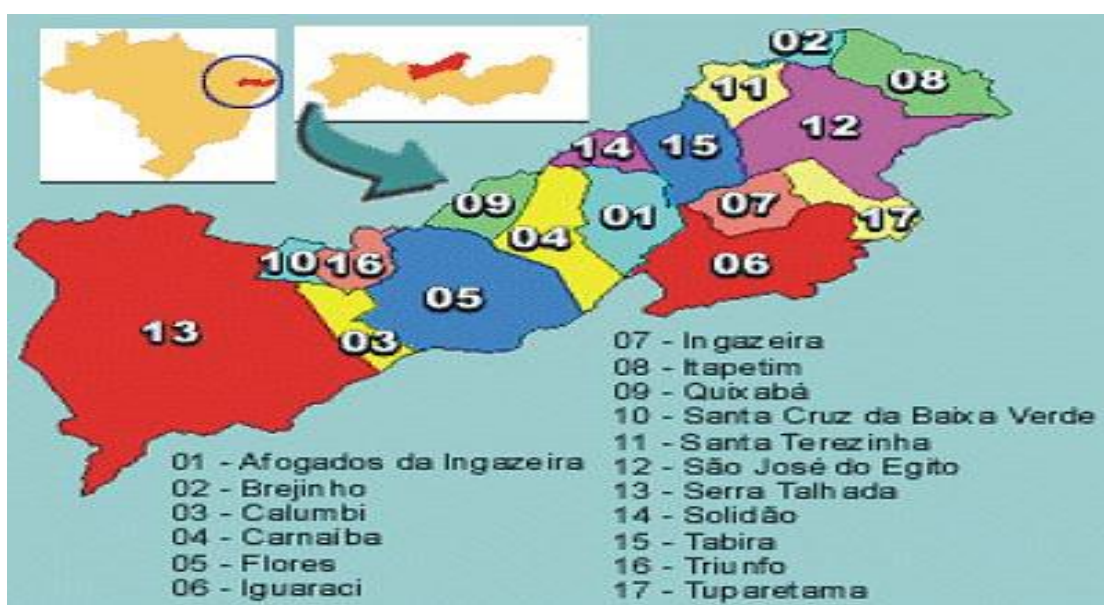 02
08
11
12
14
15
09
01
07
17
04
10
16
06
05
13
03
01 - Afogados da Ingazeira
02 - Brejinho
03 - Calumbi
04 - Carnaíba
05 - Flores
06 - Iguaraci
07 - Ingazeira
08 - Itapetim
09 - Quixabá
10 - Santa Cruz da Baixa Verde
11 - Santa Terezinha
12 - São José do Egito
13 - Serra Talhada
14 - Solidão
15 - Tabira
16 - Triunfo
17 - Tuparetama